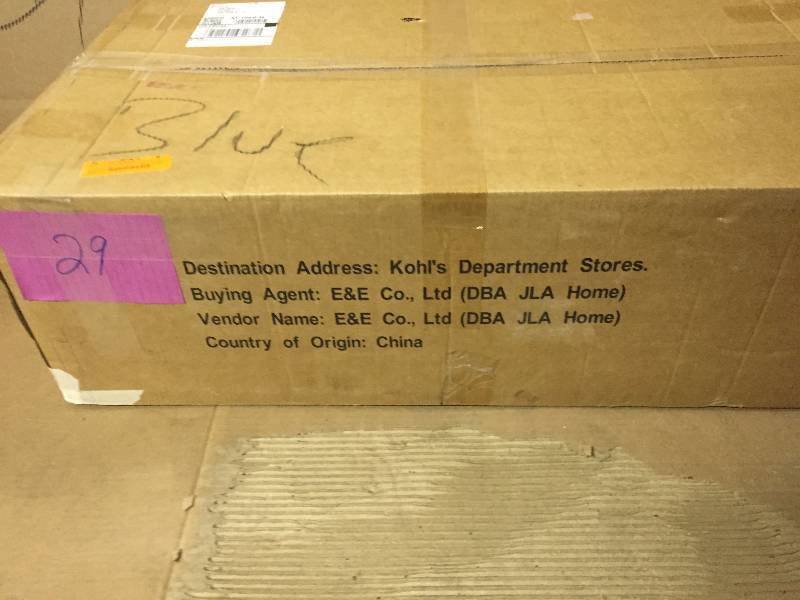 Blue
29
Destination Address: Kohl's Department Stores.
Buying Agent: E&E Co., Ltd (DBA JLA Home)
Vendor Name: E&E Co., Ltd (DBA JLA Home)
Country of Origin: China